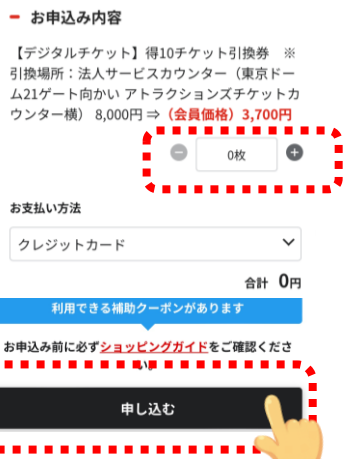 お申込み内容
【デジタルチケット】得10チケット引換券 ※
引換場所：法人サービスカウンター（東京ドー
ム21ゲート向かい アトラクションズチケットカ
ウンター横） 8,000円 ⇒（会員価格）3,700円
0枚
お支払い方法
クレジットカード
合計 0円
利用できる補助クーポンがあります
お申込み前に必ずショッピングガイドをご確認くださ
い。
申し込む